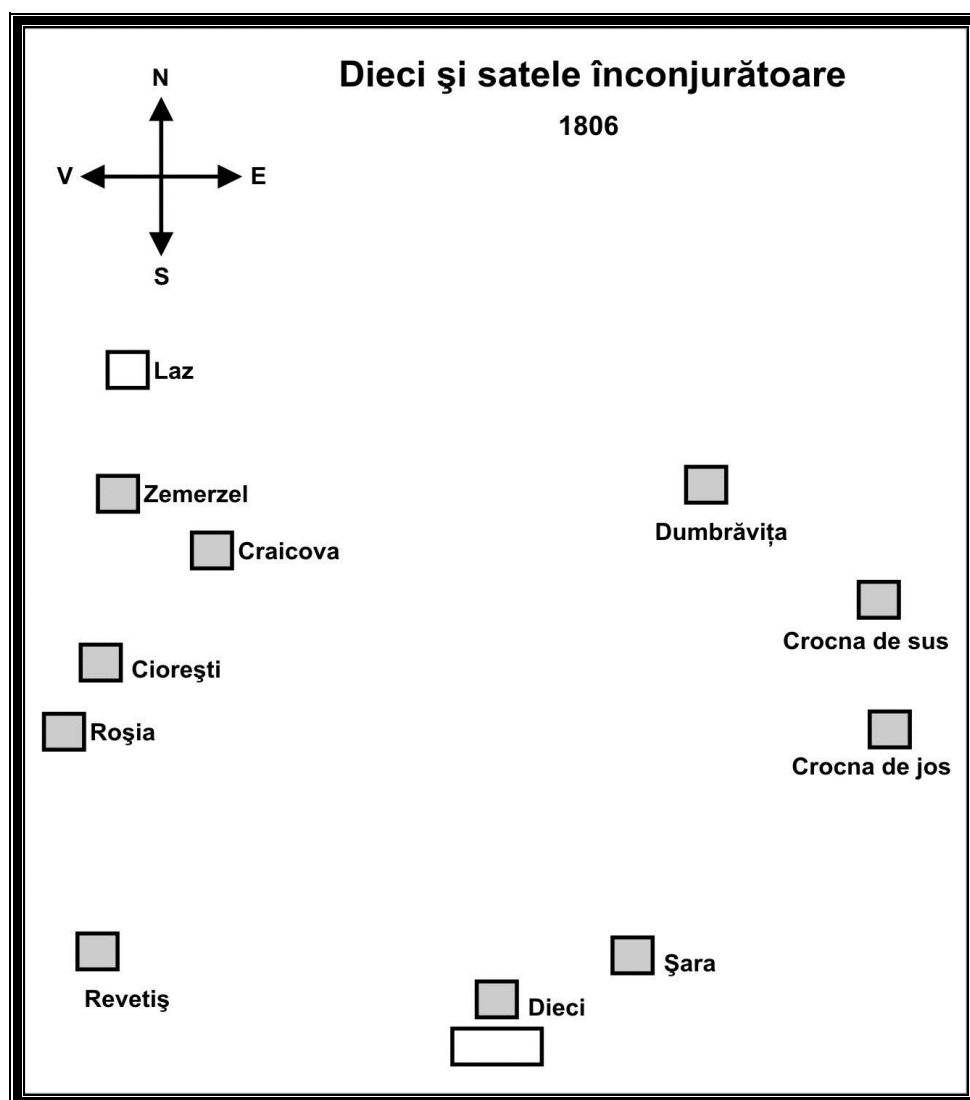 Dieci şi satele înconjurătoare
1806
N
V
E
S
Laz
Zemerzel
Craicova
Dumbrăvița
Crocna de sus
Cioreşti
Roşia
Crocna de jos
Revetiş
Şara
Dieci